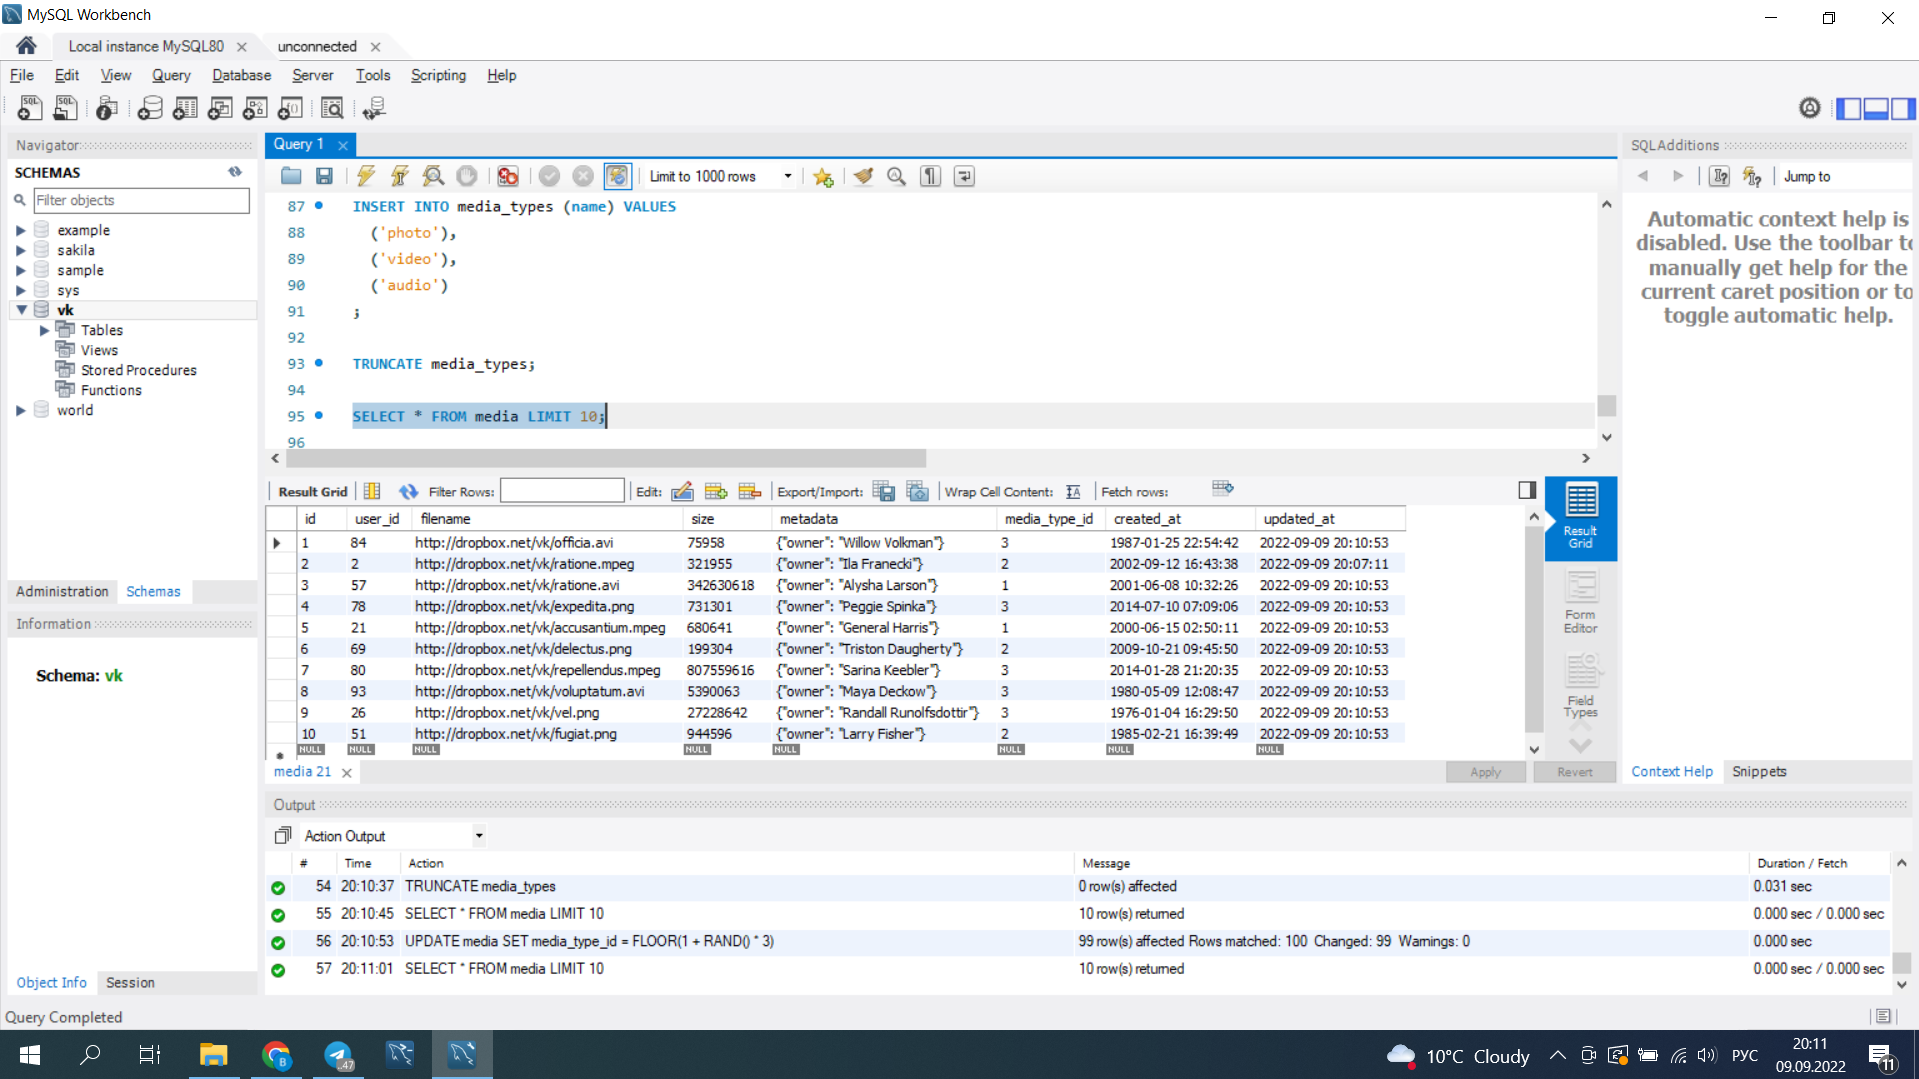 MySQL Workbench
Local instance MySQL80
unconnected
File Edit View Query Database Server Tools Scripting Help
Navigator
SCHEMAS
Filter objects
example
sakila
sample
sys
vk
Tables
Views
Stored Procedures
Functions
world
Administration Schemas
Information
Schema: vk
Object Info Session
Query 1
Limit to 1000 rows
87 INSERT INTO media_types (name) VALUES
88 ('photo'),
89 ('video'),
90 ('audio')
91 ;
92
93 TRUNCATE media_types;
94
95 SELECT * FROM media LIMIT 10;
96
Result Grid Filter Rows: Edit: Export/Import: Wrap Cell Content: Fetch rows:
id user_id filename size metadata media_type_id created_at updated_at
1 84 http://dropbox.net/vk/officia.avi 75958 {"owner": "Willow Volkman"} 3 1987-01-25 22:54:42 2022-09-09 20:10:53
2 2 http://dropbox.net/vk/ratione.mpeg 321955 {"owner": "Ila Franecki"} 2 2002-09-12 16:43:38 2022-09-09 20:07:11
3 57 http://dropbox.net/vk/ratione.avi 342630618 {"owner": "Alysha Larson"} 1 2001-06-08 10:32:26 2022-09-09 20:10:53
4 78 http://dropbox.net/vk/expedita.png 731301 {"owner": "Peggie Spinka"} 3 2014-07-10 07:09:06 2022-09-09 20:10:53
5 21 http://dropbox.net/vk/accusantium.mpeg 680641 {"owner": "General Harris"} 1 2000-06-15 02:50:11 2022-09-09 20:10:53
6 69 http://dropbox.net/vk/delectus.png 199304 {"owner": "Triston Daugherty"} 2 2009-10-21 09:45:50 2022-09-09 20:10:53
7 80 http://dropbox.net/vk/repellendus.mpeg 807559616 {"owner": "Sarina Keebler"} 3 2014-01-28 21:20:35 2022-09-09 20:10:53
8 93 http://dropbox.net/vk/voluptatum.avi 5390063 {"owner": "Maya Deckow"} 3 1980-05-09 12:08:47 2022-09-09 20:10:53
9 26 http://dropbox.net/vk/vel.png 27228642 {"owner": "Randall Runolfsdottir"} 3 1976-01-04 16:29:50 2022-09-09 20:10:53
10 51 http://dropbox.net/vk/fugiat.png 944596 {"owner": "Larry Fisher"} 2 1985-02-21 16:39:49 2022-09-09 20:10:53
NULL NULL NULL NULL NULL NULL NULL NULL
Result Grid
Form Editor
Field Types
media 21
Apply Revert
SQLAdditions
Jump to
Automatic context help is
disabled. Use the toolbar to
manually get help for the
current caret position or to
toggle automatic help.
Context Help Snippets
Output
Action Output
# Time Action Message Duration / Fetch
54 20:10:37 TRUNCATE media_types 0 row(s) affected 0.031 sec
55 20:10:45 SELECT * FROM media LIMIT 10 10 row(s) returned 0.000 sec / 0.000 sec
56 20:10:53 UPDATE media SET media_type_id = FLOOR(1 + RAND() * 3) 99 row(s) affected Rows matched: 100 Changed: 99 Warnings: 0 0.000 sec
57 20:11:01 SELECT * FROM media LIMIT 10 10 row(s) returned 0.000 sec / 0.000 sec
Query Completed
10°C Cloudy
РУС
20:11
09.09.2022
11